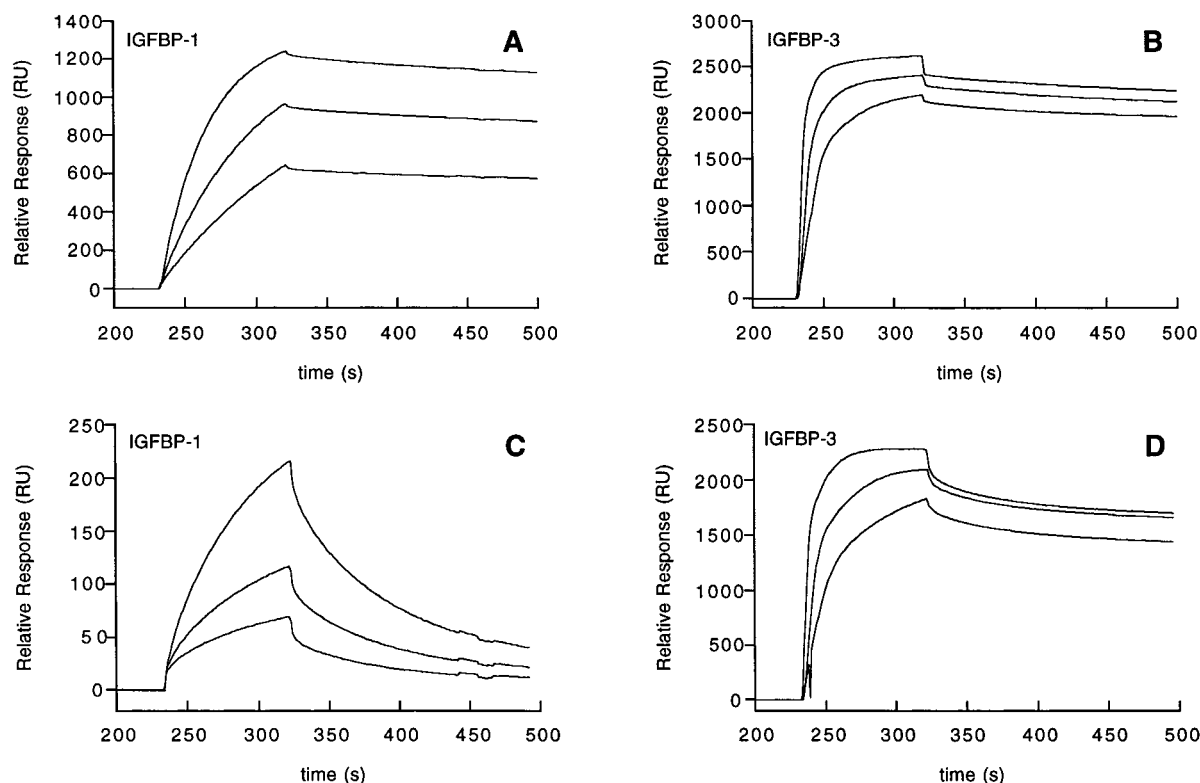 IGFBP-1
A
Relative Response (RU)
1400
1200
1000
800
600
400
200
0
200 250 300 350 400 450 500
time (s)
IGFBP-3
B
Relative Response (RU)
3000
2500
2000
1500
1000
500
0
200 250 300 350 400 450 500
time (s)
IGFBP-1
C
Relative Response (RU)
250
200
150
100
50
0
200 250 300 350 400 450 500
time (s)
IGFBP-3
D
Relative Response (RU)
2500
2000
1500
1000
500
0
200 250 300 350 400 450 500
time (s)